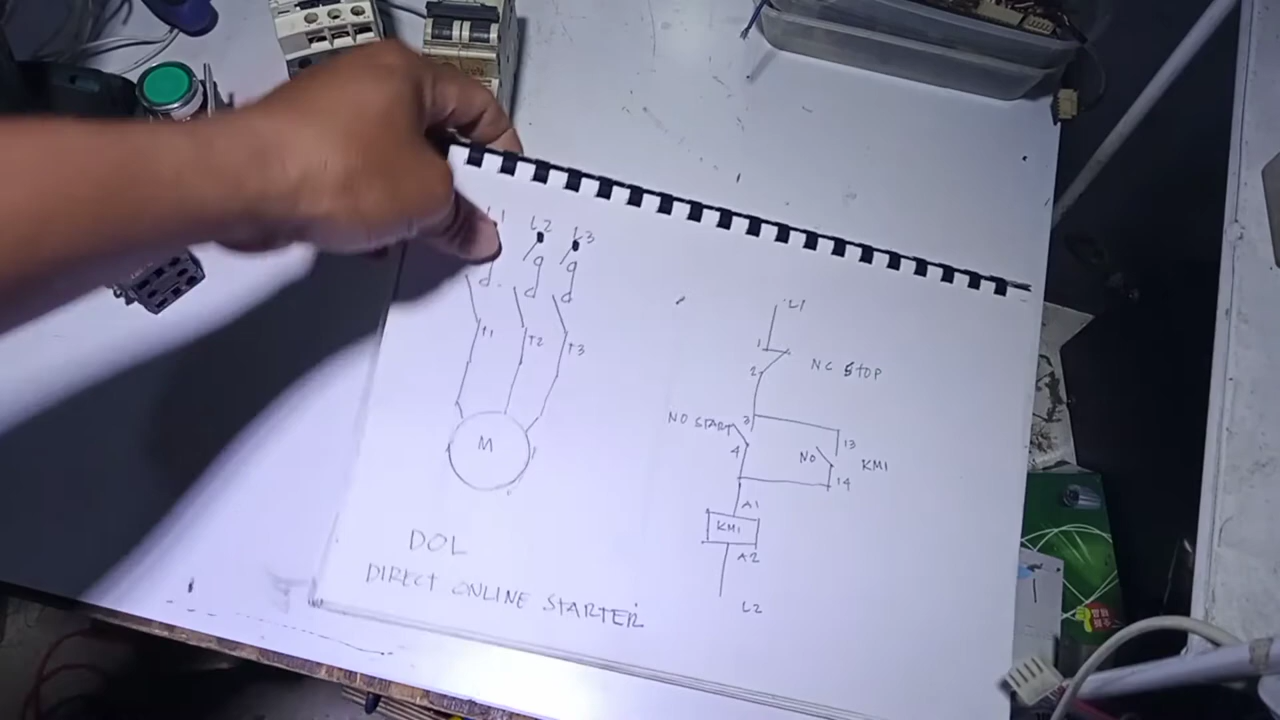 L1
L2
L3
T1
T2
T3
M
DOL
DIRECT ONLINE STARTER
L1
1
2
NC STOP
NO START
3
4
13
NO
KM1
14
A1
KM1
A2
L2